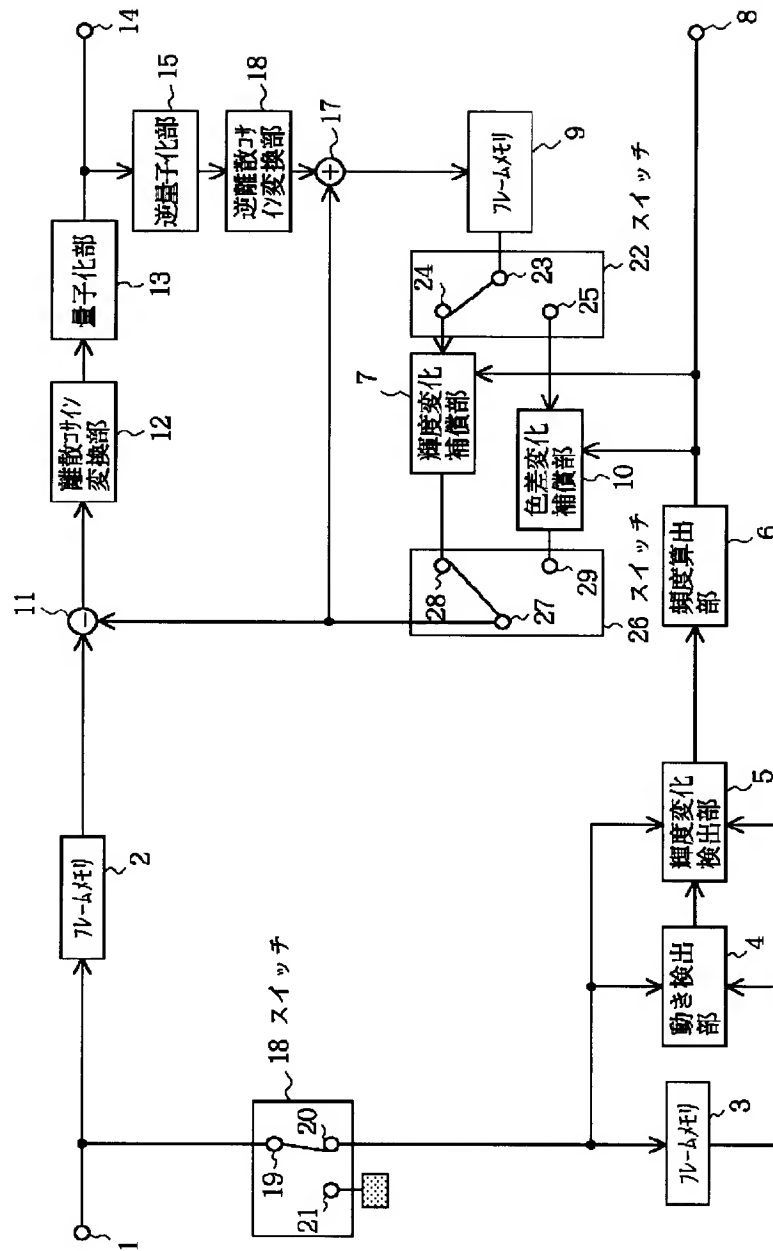 1
フレームメモリ
2
11
離散コサイン
変換部
12
量子化部
13
14
逆量子化部
15
逆離散コサ
イン変換部
18
17
フレームメモリ
9
18 スイッチ
19
20
21
7
輝度変化
補償部
色差変化
補償部
10
24
23
25
22 スイッチ
28
27
29
26 スイッチ
フレームメモリ
3
動き検出
部
4
輝度変化
検出部
5
頻度算出
部
6
8